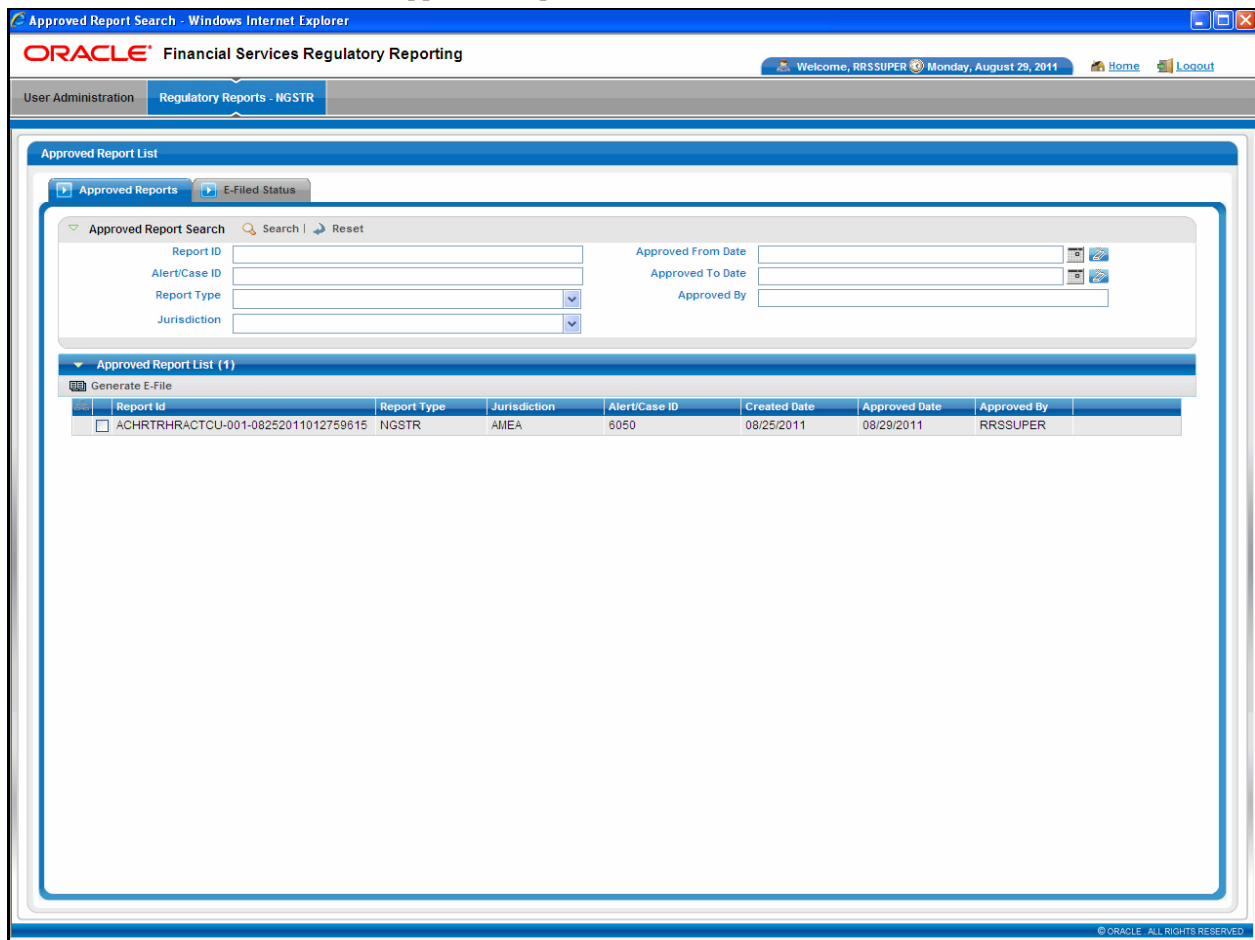 Approved Report Search - Windows Internet Explorer
ORACLE Financial Services Regulatory Reporting
Welcome, RRSSUPER Monday, August 29, 2011 Home Logout
User Administration Regulatory Reports - NGSTR
Approved Report List
Approved Reports E-Filed Status
Approved Report Search Search | Reset
Report ID Approved From Date
Alert/Case ID Approved To Date
Report Type Approved By
Jurisdiction
Approved Report List (1)
Generate E-File
Report Id Report Type Jurisdiction Alert/Case ID Created Date Approved Date Approved By
ACHRTRHRACTCU-001-08252011012759615 NGSTR AMEA 6050 08/25/2011 08/29/2011 RRSSUPER
© ORACLE . ALL RIGHTS RESERVED